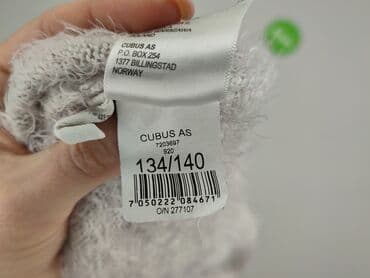 CUBUS AS
P.O. BOX 254
1377 BILLINGSTAD
NORWAY
CUBUS AS
7203697
920
134/140
7 050222 084671
O/N 277107